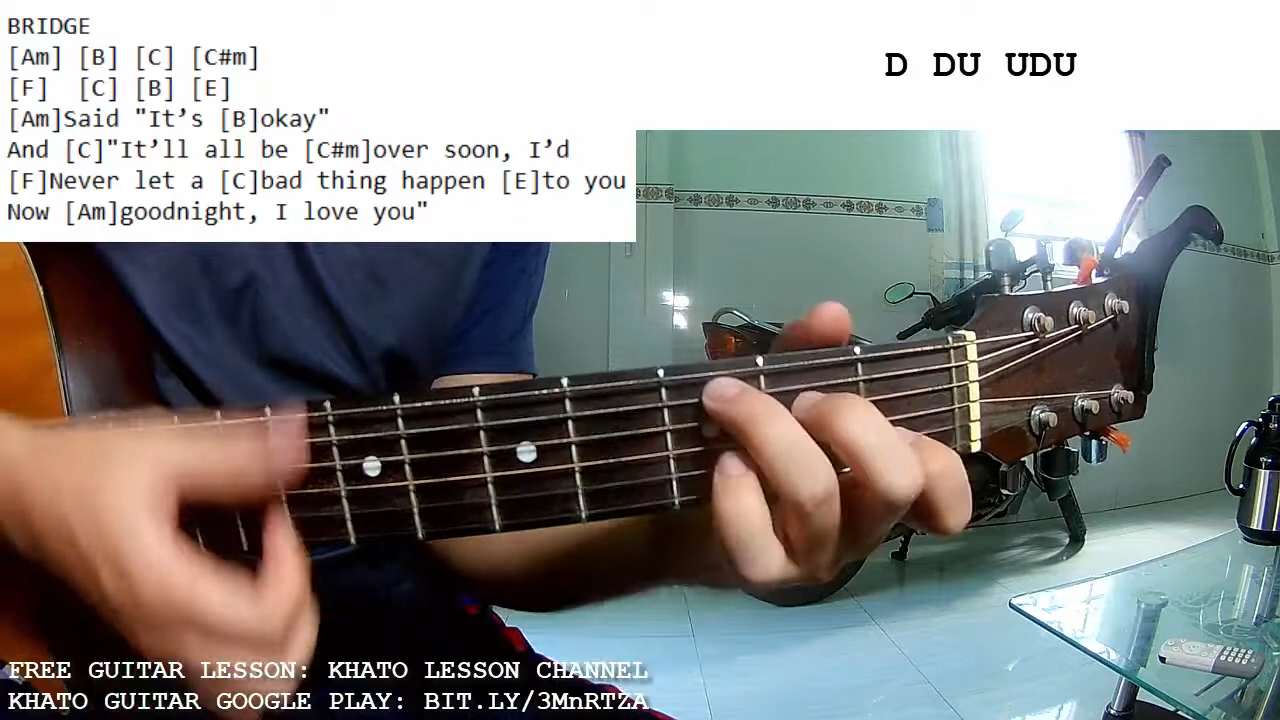 BRIDGE
[Am] [B] [C] [C#m]
[F]  [C] [B] [E]
[Am]Said "It’s [B]okay"
And [C]"It’ll all be [C#m]over soon, I’d
[F]Never let a [C]bad thing happen [E]to you
Now [Am]goodnight, I love you"
D DU UDU
FREE GUITAR LESSON: KHATO LESSON CHANNEL
KHATO GUITAR GOOGLE PLAY: BIT.LY/3MnRTZA